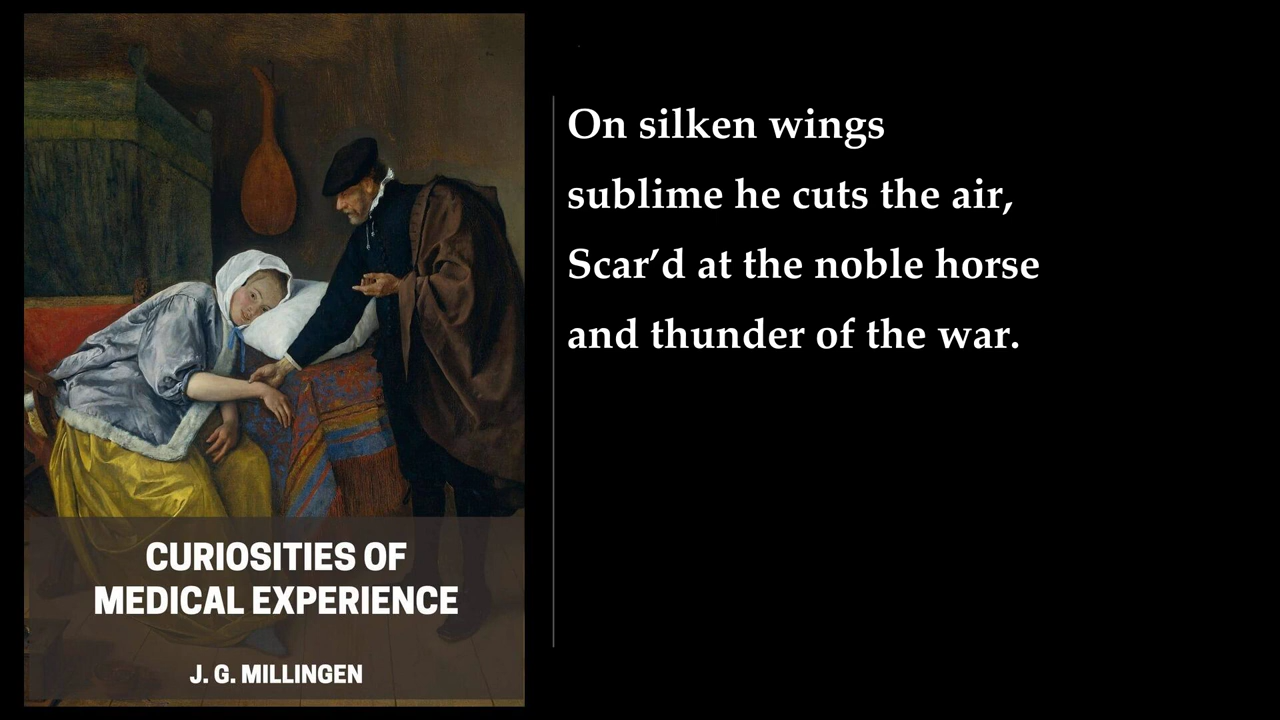 On silken wings
sublime he cuts the air,
Scar’d at the noble horse
and thunder of the war.
CURIOSITIES OF
MEDICAL EXPERIENCE
J. G. MILLINGEN